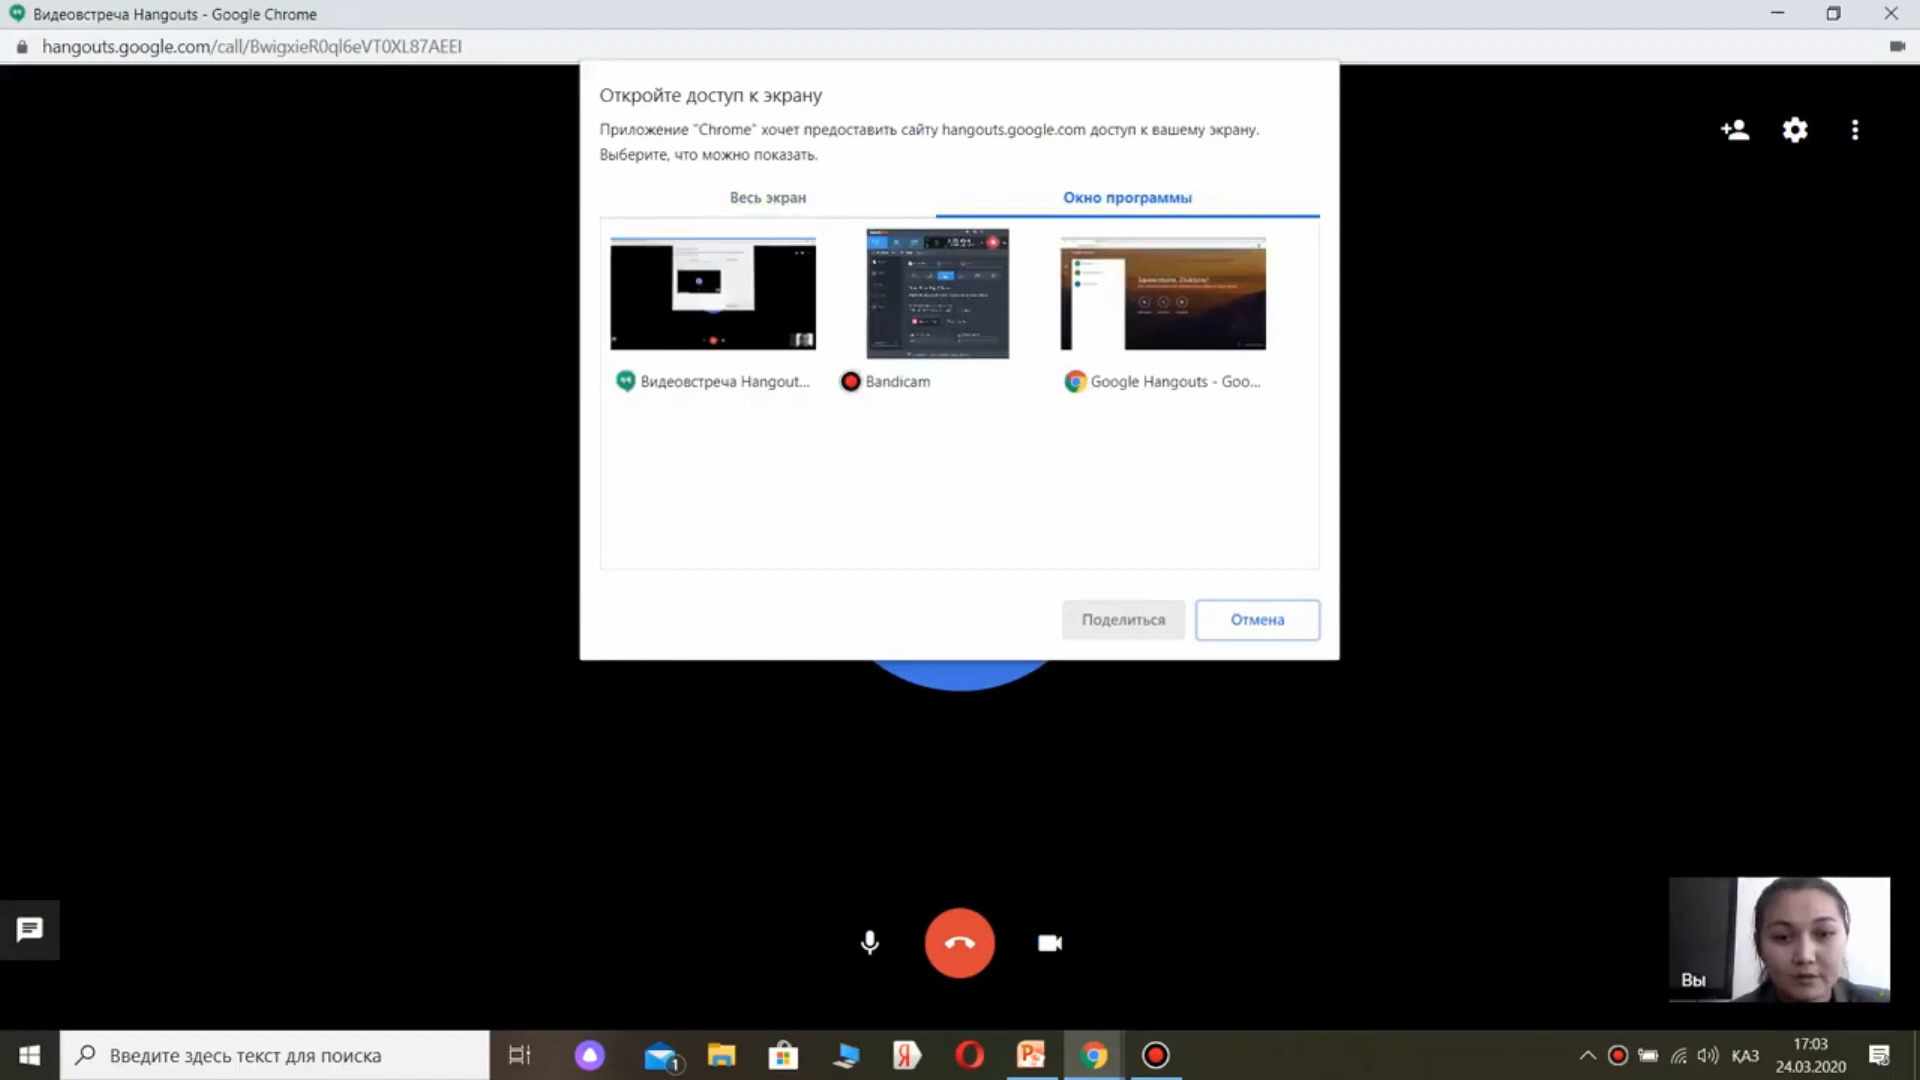 Видеовстреча Hangouts - Google Chrome
hangouts.google.com/call/BwigxieR0ql6eVT0XL87AEEI
Откройте доступ к экрану
Приложение "Chrome" хочет предоставить сайту hangouts.google.com доступ к вашему экрану.
Выберите, что можно показать.
Весь экран
Окно программы
Видеовстреча Hangout...
Bandicam
Google Hangouts - Goo...
Поделиться
Отмена
Вы
Введите здесь текст для поиска
1
ҚАЗ
17:03
24.03.2020